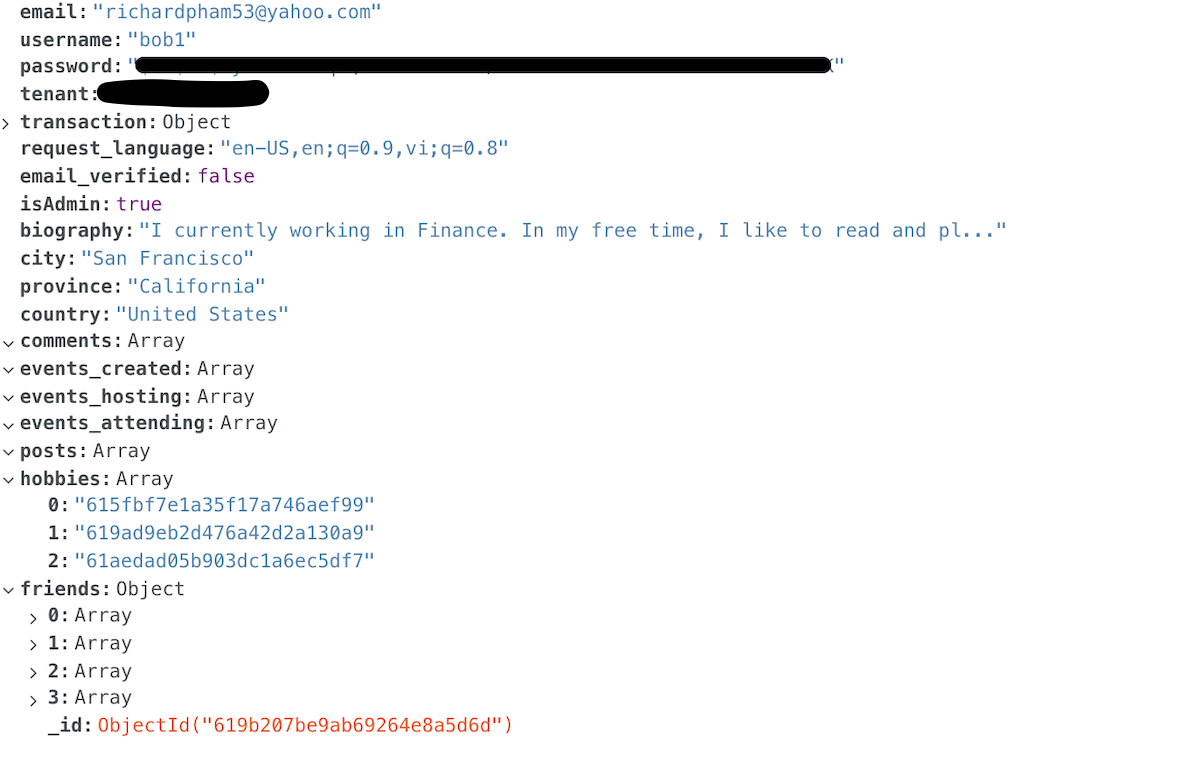 email: "richardpham53@yahoo.com"
username: "bob1"
password: " "
tenant:
transaction: Object
request_language: "en-US,en;q=0.9,vi;q=0.8"
email_verified: false
isAdmin: true
biography: "I currently working in Finance. In my free time, I like to read and pl..."
city: "San Francisco"
province: "California"
country: "United States"
comments: Array
events_created: Array
events_hosting: Array
events_attending: Array
posts: Array
hobbies: Array
0: "615fbf7e1a35f17a746aef99"
1: "619ad9eb2d476a42d2a130a9"
2: "61aedad05b903dc1a6ec5df7"
friends: Object
0: Array
1: Array
2: Array
3: Array
_id: ObjectId("619b207be9ab69264e8a5d6d")